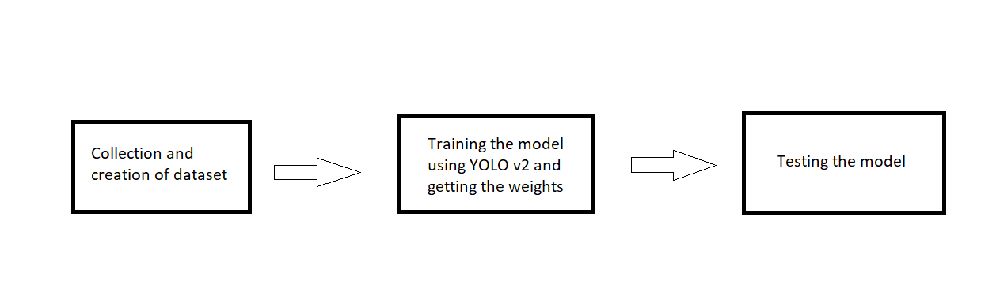 Collection and
creation of dataset
Training the model
using YOLO v2 and
getting the weights
Testing the model